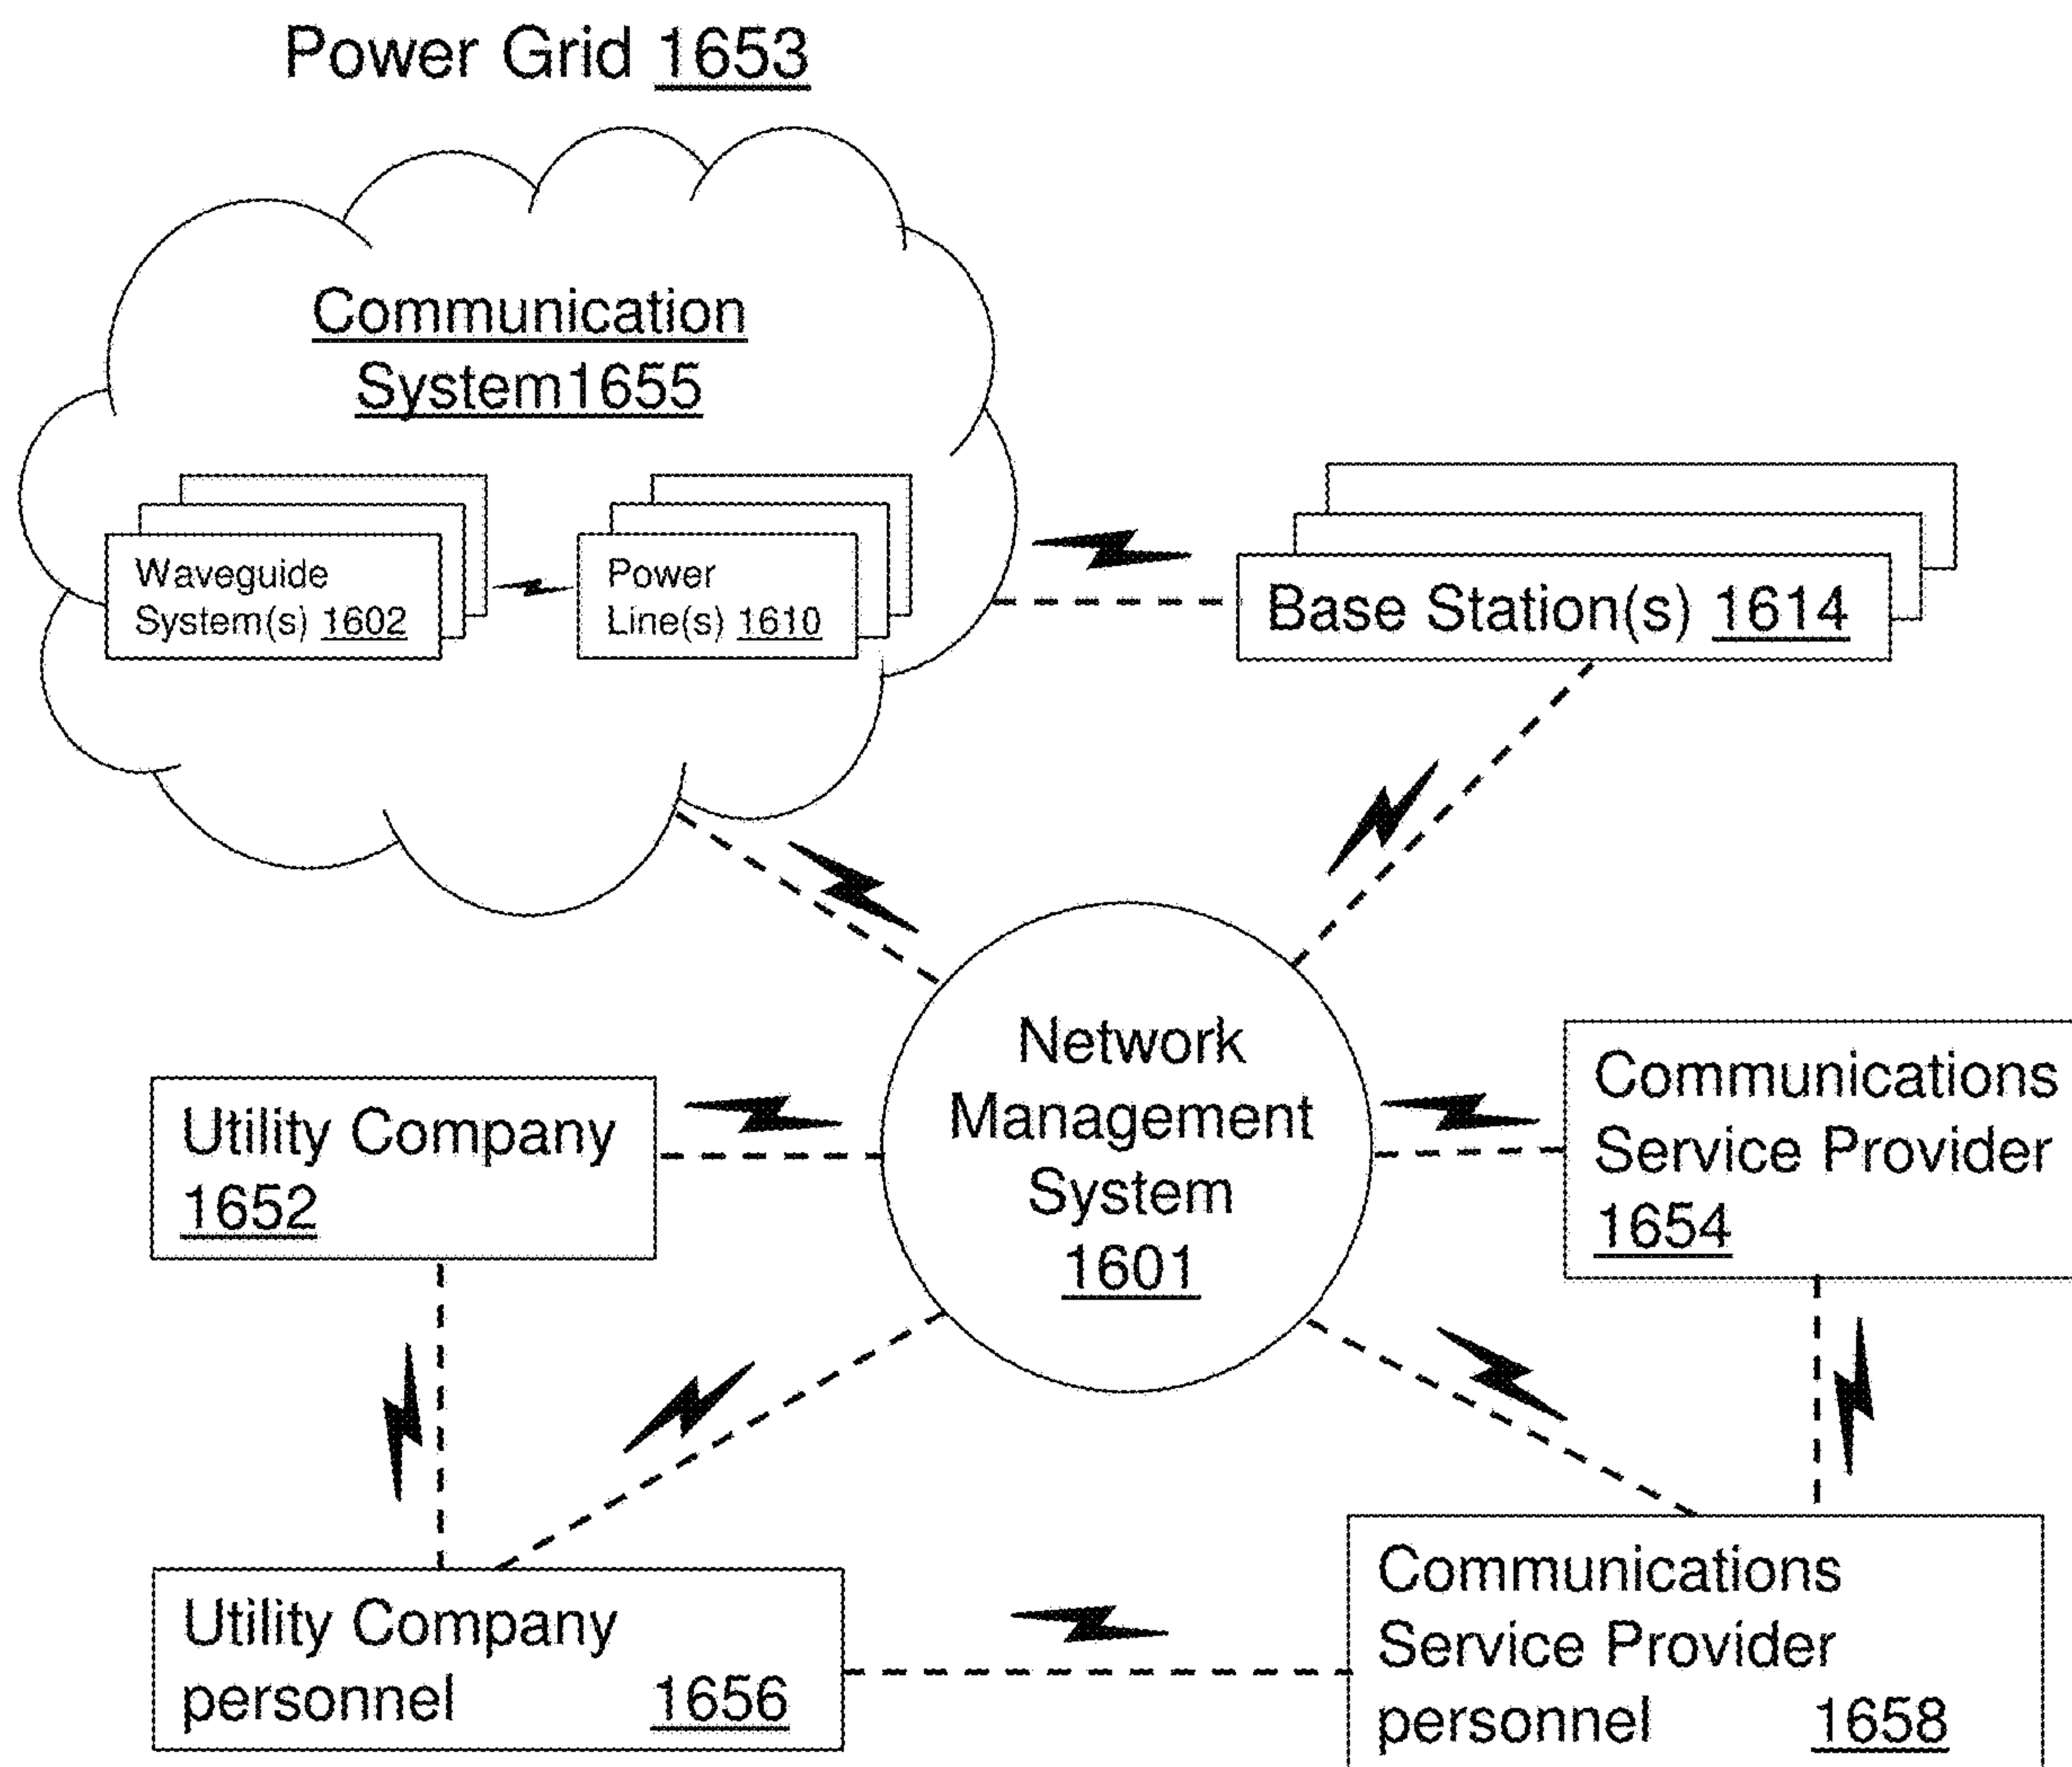 Power Grid 1653
Communication
System1655
Waveguide
System(s) 1602
Power
Line(s) 1610
Base Station(s) 1614
Network
Management
System
1601
Utility Company
1652
Communications
Service Provider
1654
Utility Company
personnel 1656
Communications
Service Provider
personnel 1658